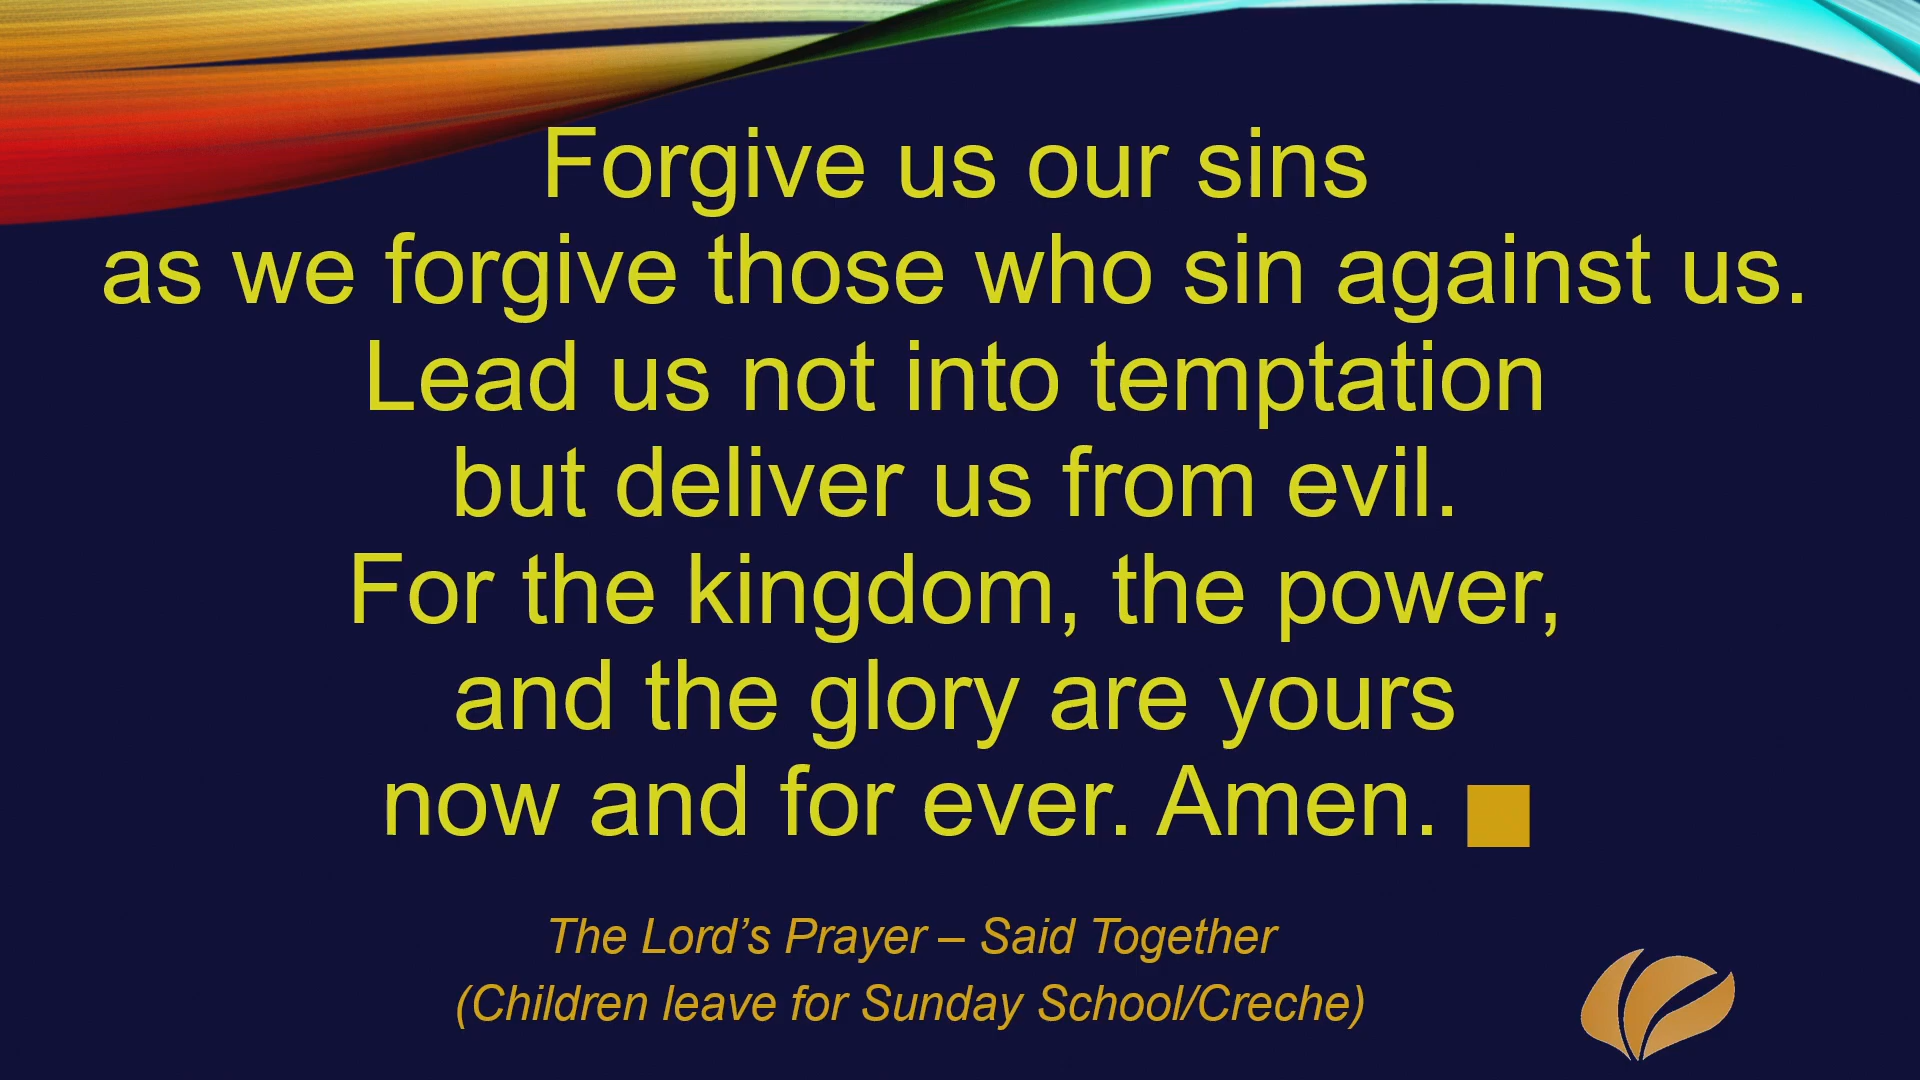 Forgive us our sins
as we forgive those who sin against us.
Lead us not into temptation
but deliver us from evil.
For the kingdom, the power,
and the glory are yours
now and for ever. Amen.
The Lord’s Prayer – Said Together
(Children leave for Sunday School/Creche)